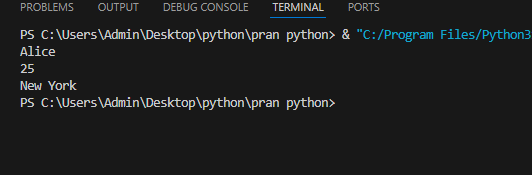 PROBLEMS OUTPUT DEBUG CONSOLE TERMINAL PORTS
PS C:\Users\Admin\Desktop\python\pran python> & "C:/Program Files/Python3
Alice
25
New York
PS C:\Users\Admin\Desktop\python\pran python>